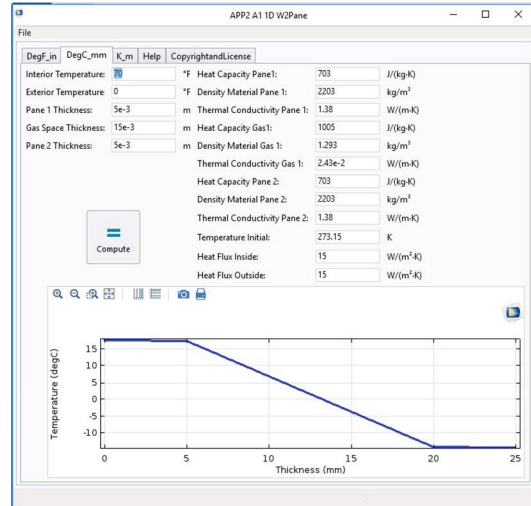 APP2 A1 1D W2Pane
File
DegF_in DegC_mm K_m Help CopyrightandLicense
Interior Temperature: 70 °F Heat Capacity Pane1: 703 J/(kg·K)
Exterior Temperature 0 °F Density Material Pane 1: 2203 kg/m³
Pane 1 Thickness: 5e-3 m Thermal Conductivity Pane 1: 1.38 W/(m·K)
Gas Space Thickness: 15e-3 m Heat Capacity Gas1: 1005 J/(kg·K)
Pane 2 Thickness: 5e-3 m Density Material Gas 1: 1.293 kg/m³
Thermal Conductivity Gas 1: 2.43e-2 W/(m·K)
Heat Capacity Pane 2: 703 J/(kg·K)
Density Material Pane 2: 2203 kg/m³
Thermal Conductivity Pane 2: 1.38 W/(m·K)
Temperature Initial: 273.15 K
Heat Flux Inside: 15 W/(m²·K)
Heat Flux Outside: 15 W/(m²·K)
Compute
Temperature (degC)
15
10
5
0
-5
-10
0 5 10 15 20 25
Thickness (mm)